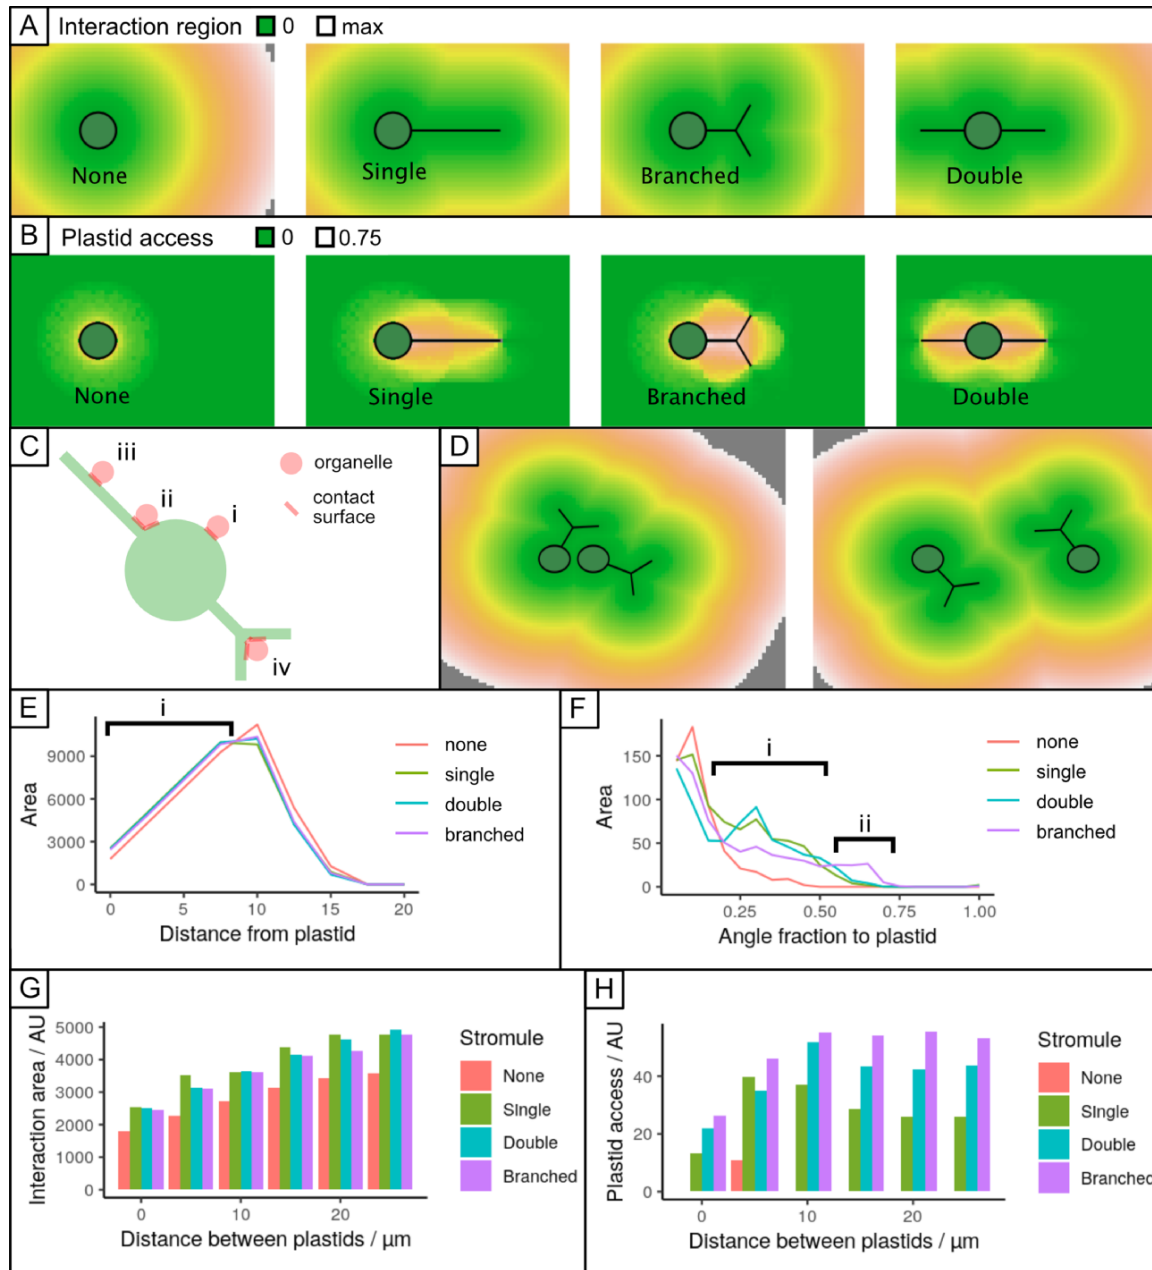 A Interaction region 0 max
None Single Branched Double
B Plastid access 0 0.75
None Single Branched Double
C
iii
ii
i
iv
organelle
contact
surface
D
E
i
Area
9000
6000
3000
0
0 5 10 15 20
Distance from plastid
none
single
double
branched
F
i
ii
Area
150
100
50
0
0.25 0.50 0.75 1.00
Angle fraction to plastid
none
single
double
branched
G
Interaction area / AU
5000
4000
3000
2000
1000
0
0 10 20
Distance between plastids / µm
Stromule
None
SIngle
Double
Branched
H
Plastid access / AU
40
20
0
0 10 20
Distance between plastids / µm
Stromule
None
SIngle
Double
Branched